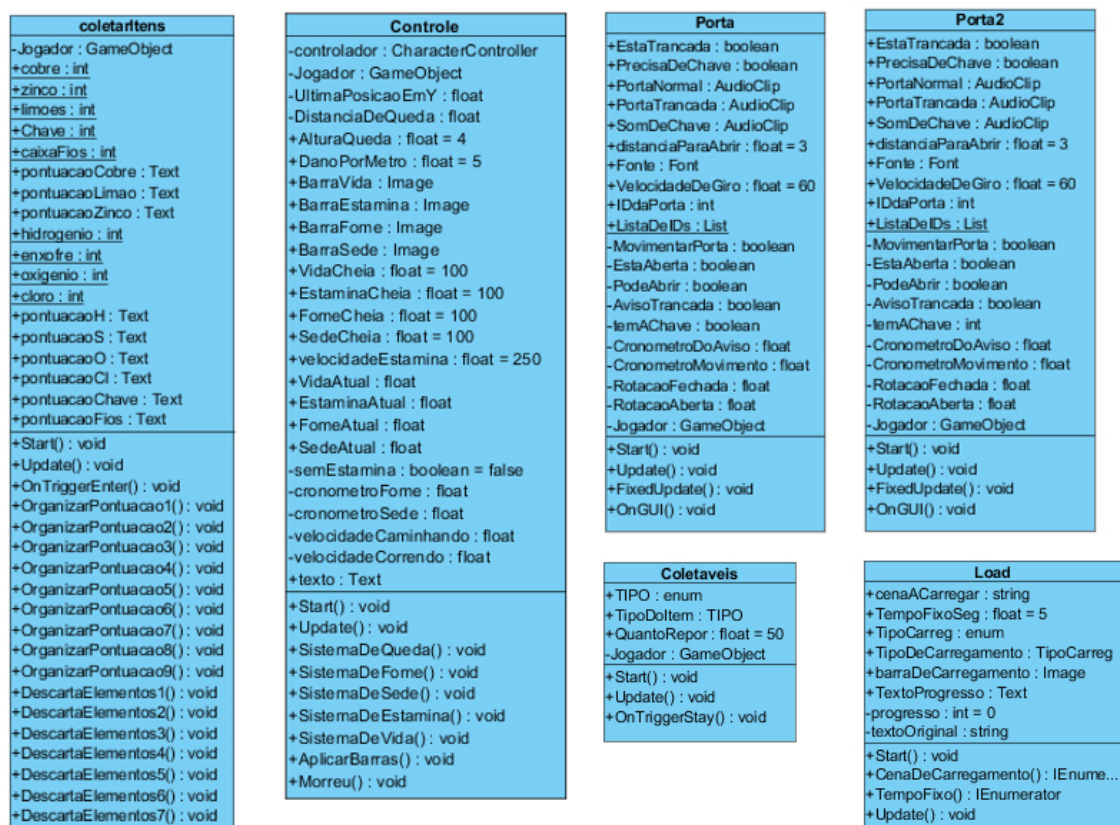 coletarItens
-Jogador : GameObject
+cobre : int
+zinco : int
+limoes : int
+Chave : int
+caixaFios : int
+pontuacaoCobre : Text
+pontuacaoLimao : Text
+pontuacaoZinco : Text
+hidrogenio : int
+enxofre : int
+oxigenio : int
+cloro : int
+pontuacaoH : Text
+pontuacaoS : Text
+pontuacaoO : Text
+pontuacaoCl : Text
+pontuacaoChave : Text
+pontuacaoFios : Text
+Start() : void
+Update() : void
+OnTriggerEnter() : void
+OrganizarPontuacao1() : void
+OrganizarPontuacao2() : void
+OrganizarPontuacao3() : void
+OrganizarPontuacao4() : void
+OrganizarPontuacao5() : void
+OrganizarPontuacao6() : void
+OrganizarPontuacao7() : void
+OrganizarPontuacao8() : void
+OrganizarPontuacao9() : void
+DescartaElementos1() : void
+DescartaElementos2() : void
+DescartaElementos3() : void
+DescartaElementos4() : void
+DescartaElementos5() : void
+DescartaElementos6() : void
+DescartaElementos7() : void
Controle
-controlador : CharacterController
-Jogador : GameObject
-UltimaPosicaoEmY : float
-DistanciaDeQueda : float
+AlturaQueda : float = 4
+DanoPorMetro : float = 5
+BarraVida : Image
+BarraEstamina : Image
+BarraFome : Image
+BarraSede : Image
+VidaCheia : float = 100
+EstaminaCheia : float = 100
+FomeCheia : float = 100
+SedeCheia : float = 100
+velocidadeEstamina : float = 250
+VidaAtual : float
+EstaminaAtual : float
+FomeAtual : float
+SedeAtual : float
-semEstamina : boolean = false
-cronometroFome : float
-cronometroSede : float
-velocidadeCaminhando : float
-velocidadeCorrendo : float
+texto : Text
+Start() : void
+Update() : void
+SistemaDeQueda() : void
+SistemaDeFome() : void
+SistemaDeSede() : void
+SistemaDeEstamina() : void
+SistemaDeVida() : void
+AplicarBarras() : void
+Morreu() : void
Porta
+EstaTrancada : boolean
+PrecisaDeChave : boolean
+PortaNormal : AudioClip
+PortaTrancada : AudioClip
+SomDeChave : AudioClip
+distanciaParaAbrir : float = 3
+Fonte : Font
+VelocidadeDeGiro : float = 60
+IDdaPorta : int
+ListaDeIDs : List
-MovimentarPorta : boolean
-EstaAberta : boolean
-PodeAbrir : boolean
-AvisoTrancada : boolean
-temAChave : boolean
-CronometroDoAviso : float
-CronometroMovimento : float
-RotacaoFechada : float
-RotacaoAberta : float
-Jogador : GameObject
+Start() : void
+Update() : void
+FixedUpdate() : void
+OnGUI() : void
Porta2
+EstaTrancada : boolean
+PrecisaDeChave : boolean
+PortaNormal : AudioClip
+PortaTrancada : AudioClip
+SomDeChave : AudioClip
+distanciaParaAbrir : float = 3
+Fonte : Font
+VelocidadeDeGiro : float = 60
+IDdaPorta : int
+ListaDeIDs : List
-MovimentarPorta : boolean
-EstaAberta : boolean
-PodeAbrir : boolean
-AvisoTrancada : boolean
-temAChave : int
-CronometroDoAviso : float
-CronometroMovimento : float
-RotacaoFechada : float
-RotacaoAberta : float
-Jogador : GameObject
+Start() : void
+Update() : void
+FixedUpdate() : void
+OnGUI() : void
Coletaveis
+TIPO : enum
+TipoDoItem : TIPO
+QuantoRepor : float = 50
-Jogador : GameObject
+Start() : void
+Update() : void
+OnTriggerStay() : void
Load
+cenaACarregar : string
+TempoFixoSeg : float = 5
+TipoCarreg : enum
+TipoDeCarregamento : TipoCarreg
+barraDeCarregamento : Image
+TextoProgresso : Text
-progresso : int = 0
-textoOriginal : string
+Start() : void
+CenaDeCarregamento() : IEnume...
+TempoFixo() : IEnumerator
+Update() : void